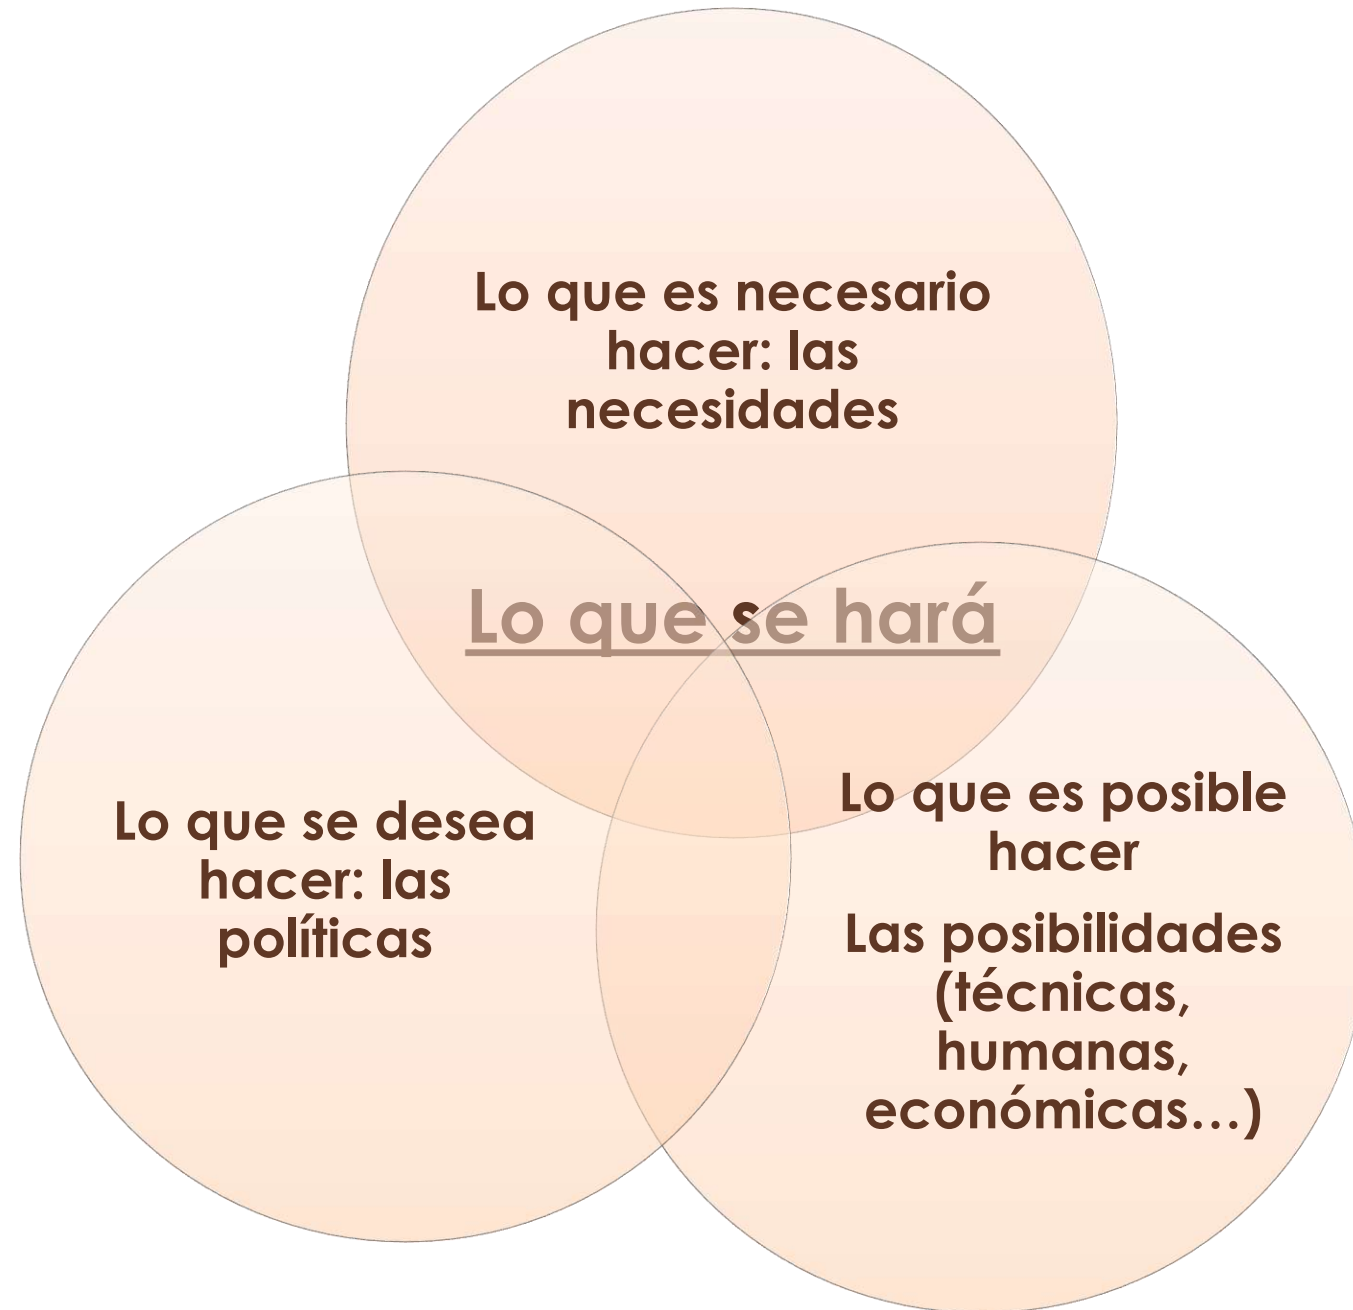 Lo que es necesario
hacer: las
necesidades
Lo que se hará
Lo que se desea
hacer: las
políticas
Lo que es posible
hacer
Las posibilidades
(técnicas,
humanas,
económicas…)